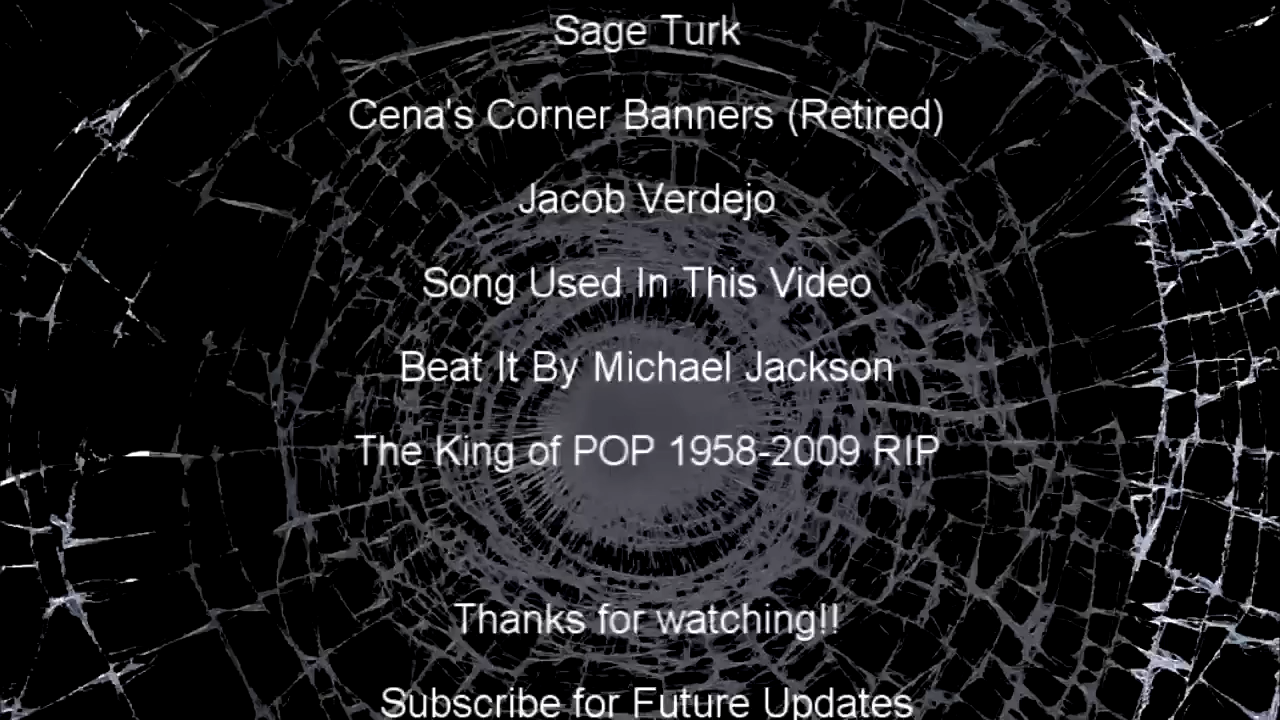 Sage Turk
Cena's Corner Banners (Retired)
Jacob Verdejo
Song Used In This Video
Beat It By Michael Jackson
The King of POP 1958-2009 RIP
Thanks for watching!!
Subscribe for Future Updates